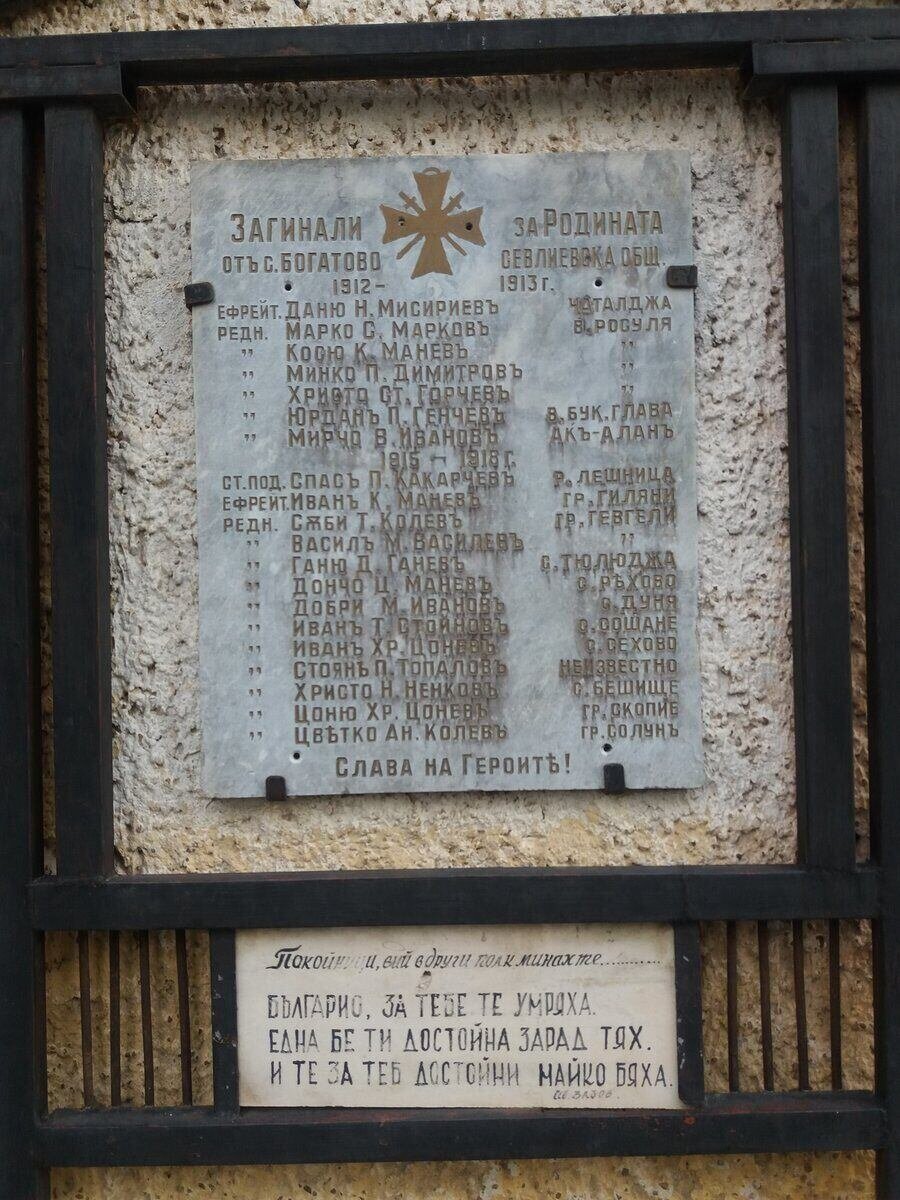 Загинали за Родината
отъ с. Богатово севлиевска общ.
1912 - 1913 г.
ефрейт. Даню Н. Мисириевъ Чаталджа
редн. Марко С. Марковъ в. Росуля
" Косю К. Маневъ "
" Минко П. Димитровъ "
" Христо Ст. Горчевъ "
" Юрданъ П. Генчевъ в. Бук. глава
" Мирчо В. Ивановъ Акъ-Аланъ
1915 - 1918 г.
ст. под. Спасъ П. Какарчевъ р. Лешница
ефрейт. Иванъ К. Маневъ гр. Гиляни
редн. Сѫби Т. Колевъ гр. Гевгели
" Василъ М. Василевъ "
" Ганю Д. Ганевъ с. Тюлюджа
" Дончо Ц. Маневъ с. Рѣхово
" Добри М. Ивановъ с. Дуня
" Иванъ Т. Стойновъ с. Сошане
" Иванъ Хр. Цоневъ с. Сехово
" Стоянъ П. Топаловъ неизвестно
" Христо Н. Ненковъ с. Бешище
" Цоню Хр. Цоневъ гр. Скопие
" Цвѣтко Ан. Колевъ гр. Солунъ
Слава на Героитѣ!
Покойници, вий в други полк минахте...........
Българио, за тебе те умряха.
Една бе ти достойна зарад тях.
И те за теб достойни майко бяха.
Ив. Вазов.